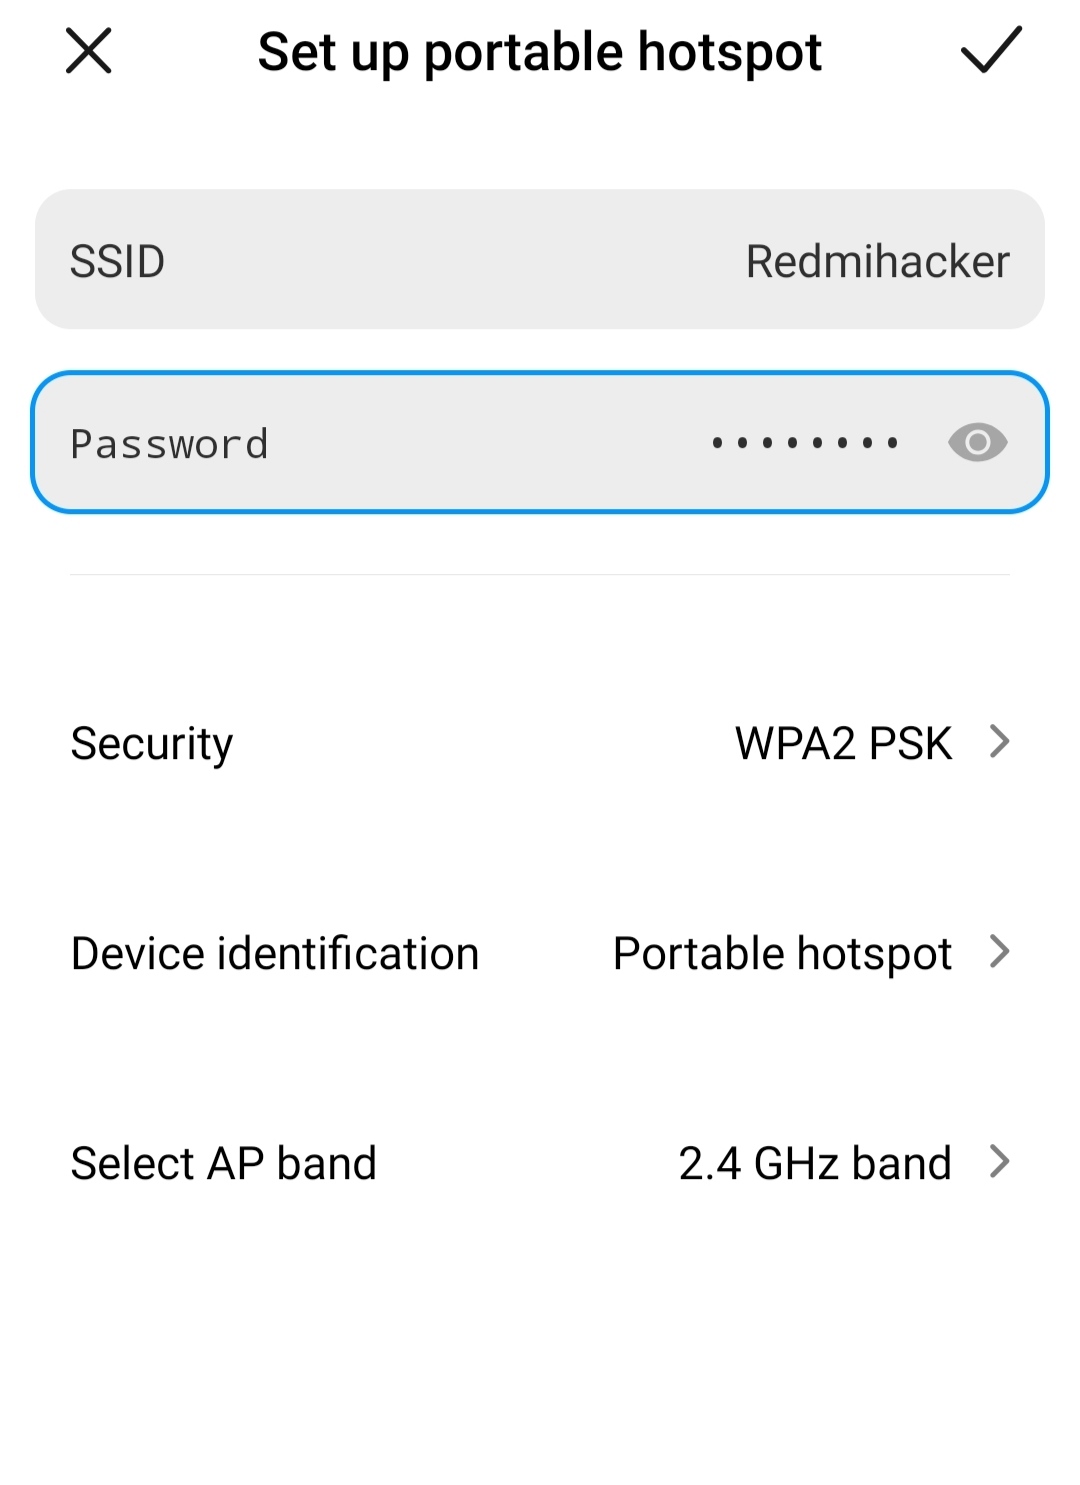 Set up portable hotspot
SSID Redmihacker
Password ••••••••
Security WPA2 PSK
Device identification Portable hotspot
Select AP band 2.4 GHz band